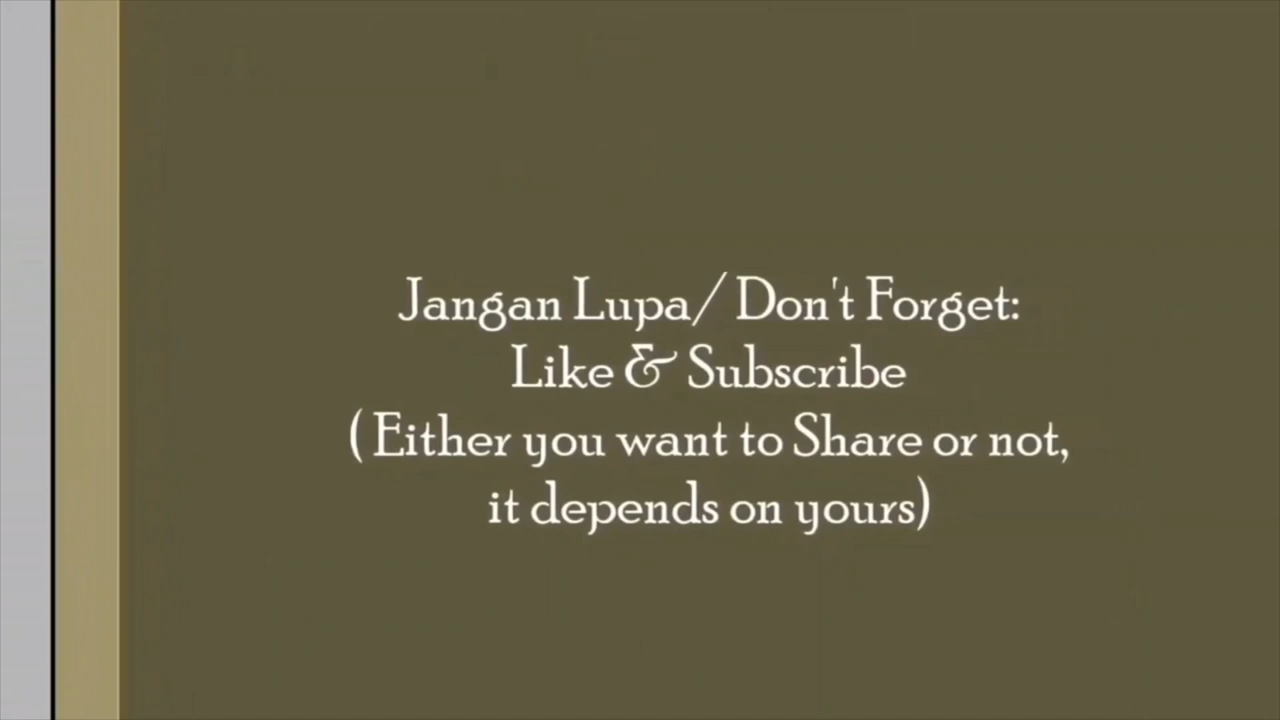 Jangan Lupa/ Don't Forget:
Like & Subscribe
(Either you want to Share or not,
it depends on yours)